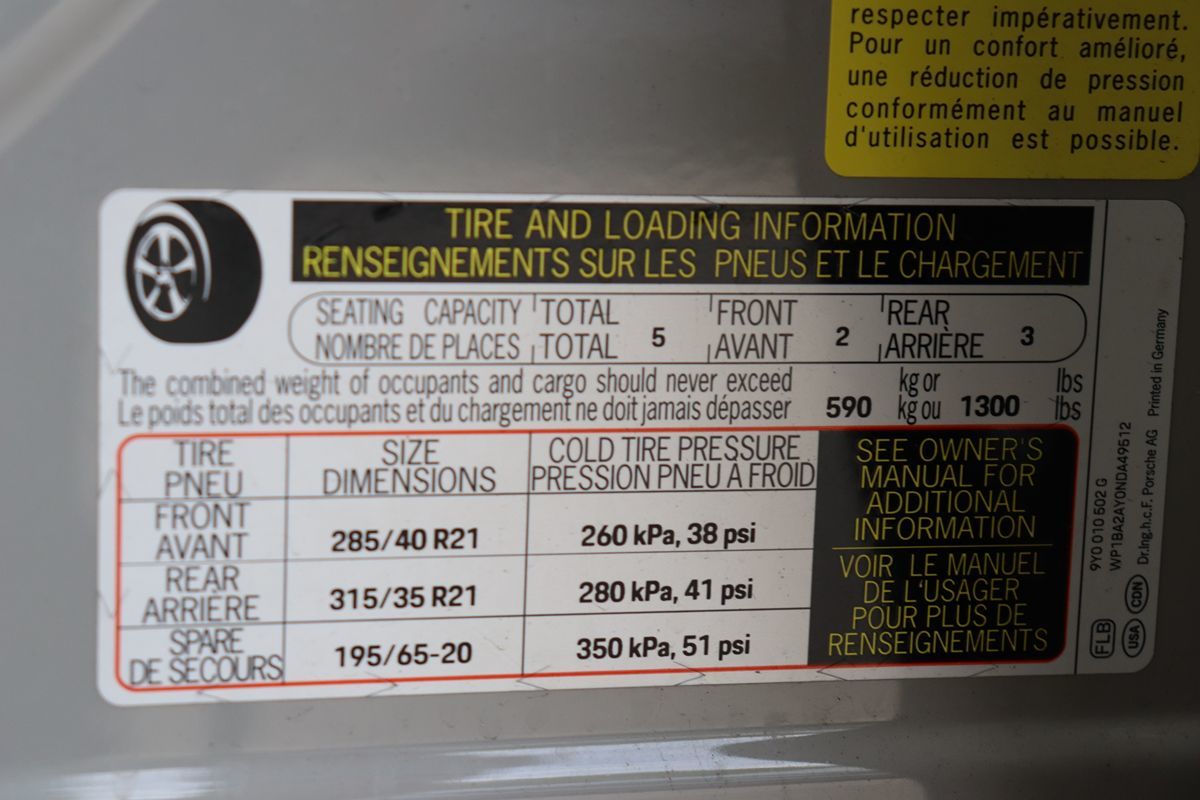 respecter impérativement.
Pour un confort amélioré,
une réduction de pression
conformément au manuel
d'utilisation est possible.
TIRE AND LOADING INFORMATION
RENSEIGNEMENTS SUR LES PNEUS ET LE CHARGEMENT
SEATING CAPACITY TOTAL FRONT REAR
NOMBRE DE PLACES TOTAL 5 AVANT 2 ARRIÈRE 3
The combined weight of occupants and cargo should never exceed kg or lbs
Le poids total des occupants et du chargement ne doit jamais dépasser 590 kg ou 1300 lbs
TIRE SIZE COLD TIRE PRESSURE
PNEU DIMENSIONS PRESSION PNEU À FROID
FRONT
AVANT 285/40 R21 260 kPa, 38 psi
REAR
ARRIÈRE 315/35 R21 280 kPa, 41 psi
SPARE
DE SECOURS 195/65-20 350 kPa, 51 psi
SEE OWNER'S
MANUAL FOR
ADDITIONAL
INFORMATION
VOIR LE MANUEL
DE L'USAGER
POUR PLUS DE
RENSEIGNEMENTS
9Y0 010 502 G
WP1BA2AY0NDA49512
Dr.Ing.h.c.F. Porsche AG Printed in Germany
FLB
USA CDN